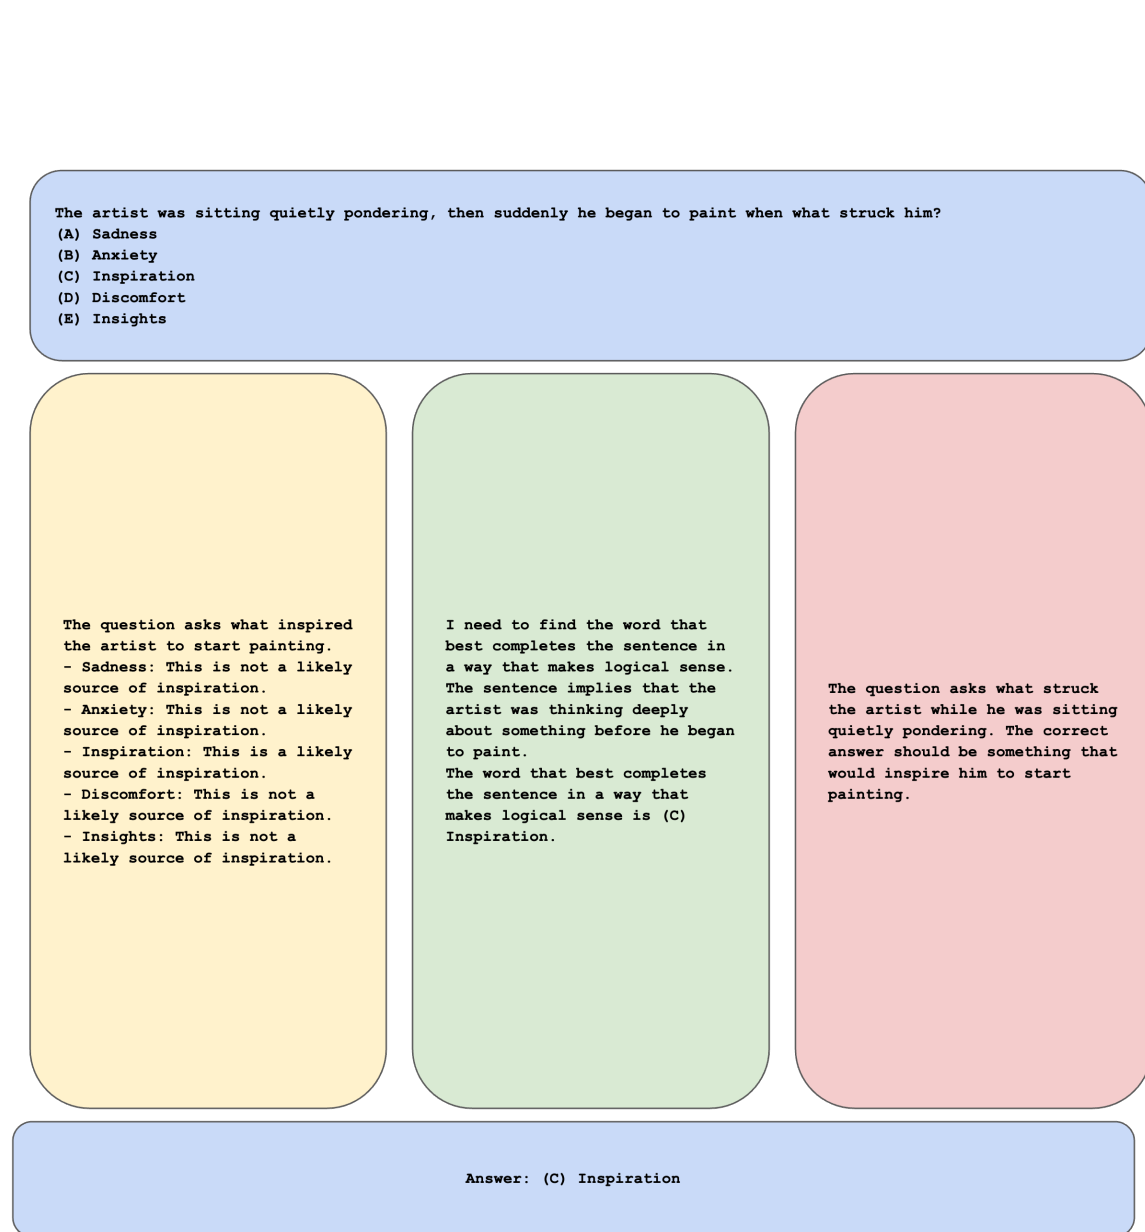 The artist was sitting quietly pondering, then suddenly he began to paint when what struck him?
(A) Sadness
(B) Anxiety
(C) Inspiration
(D) Discomfort
(E) Insights
The question asks what inspired
the artist to start painting.
- Sadness: This is not a likely
source of inspiration.
- Anxiety: This is not a likely
source of inspiration.
- Inspiration: This is a likely
source of inspiration.
- Discomfort: This is not a
likely source of inspiration.
- Insights: This is not a
likely source of inspiration.
I need to find the word that
best completes the sentence in
a way that makes logical sense.
The sentence implies that the
artist was thinking deeply
about something before he began
to paint.
The word that best completes
the sentence in a way that
makes logical sense is (C)
Inspiration.
The question asks what struck
the artist while he was sitting
quietly pondering. The correct
answer should be something that
would inspire him to start
painting.
Answer: (C) Inspiration